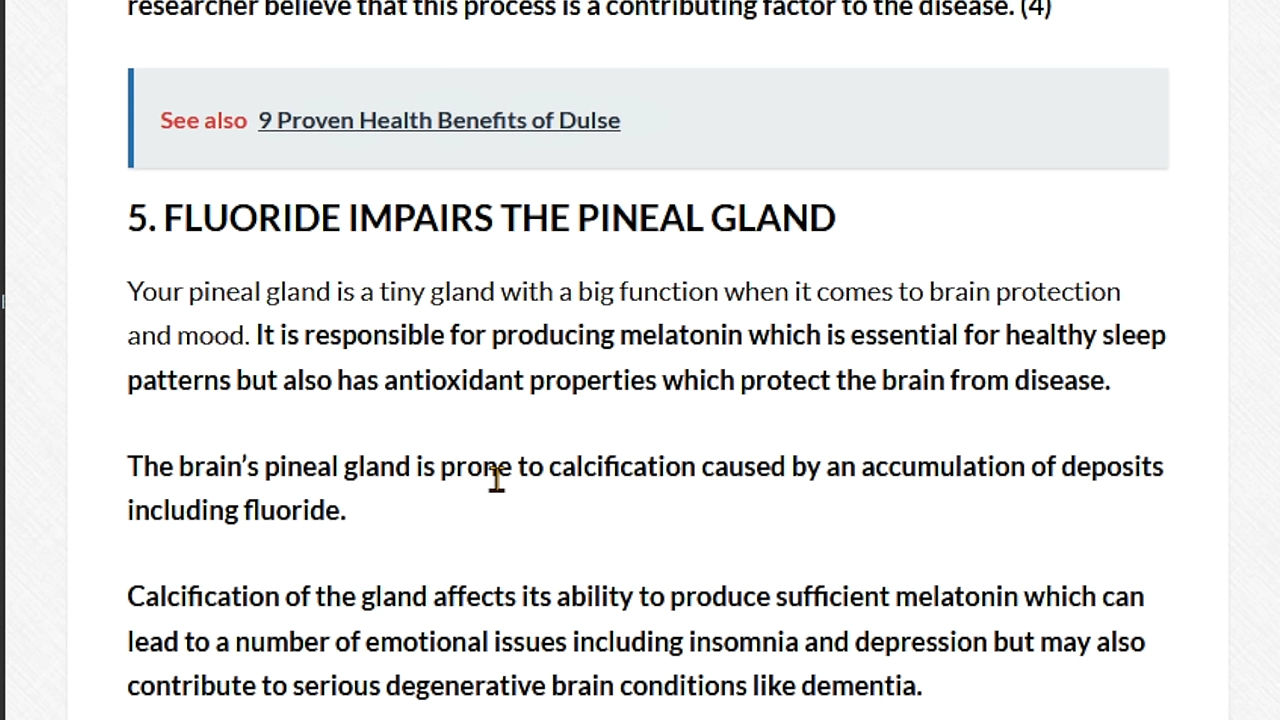 researcher believe that this process is a contributing factor to the disease. (4)
See also 9 Proven Health Benefits of Dulse
5. FLUORIDE IMPAIRS THE PINEAL GLAND
Your pineal gland is a tiny gland with a big function when it comes to brain protection
and mood. It is responsible for producing melatonin which is essential for healthy sleep
patterns but also has antioxidant properties which protect the brain from disease.
The brain’s pineal gland is prone to calcification caused by an accumulation of deposits
including fluoride.
Calcification of the gland affects its ability to produce sufficient melatonin which can
lead to a number of emotional issues including insomnia and depression but may also
contribute to serious degenerative brain conditions like dementia.